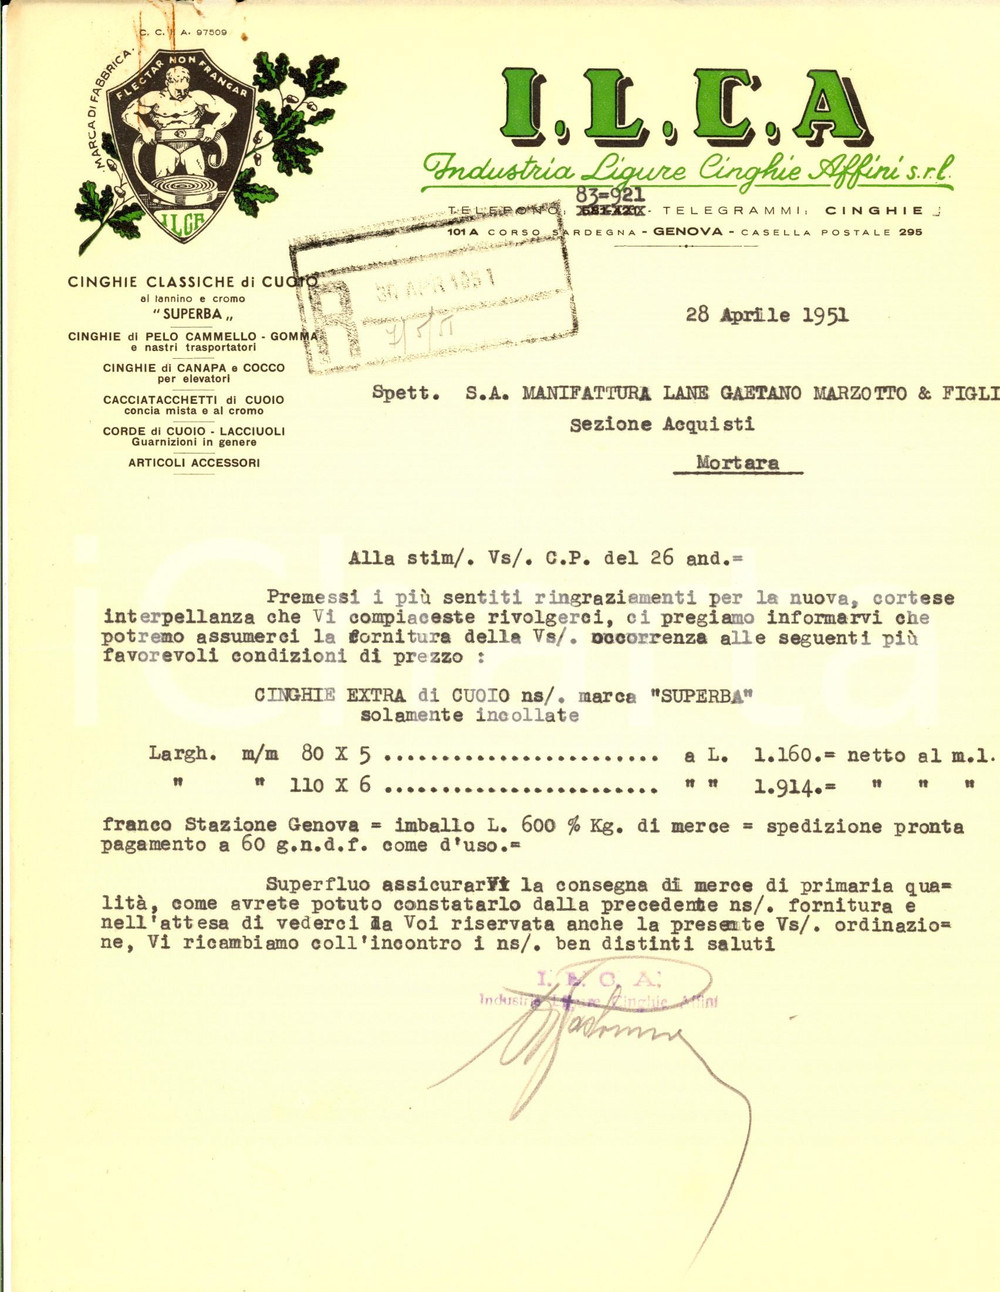 C. C. I. A. 97509
MARCA DI FABBRICA.
FLECTAR NON FRANGAR
ILCA
I.L.C.A
Industria Ligure Cinghie Affini s.r.l.
83=921
TELEFONO: - TELEGRAMMI: CINGHIE
101A CORSO SARDEGNA - GENOVA - CASELLA POSTALE 295
R
30 APR 1951
CINGHIE CLASSICHE di CUOIO
al tannino e cromo
"SUPERBA„
CINGHIE di PELO CAMMELLO - GOMMA
e nastri trasportatori
CINGHIE di CANAPA e COCCO
per elevatori
CACCIATACCHETTI di CUOIO
concia mista e al cromo
CORDE di CUOIO - LACCIUOLI
Guarnizioni in genere
ARTICOLI ACCESSORI
28 Aprile 1951
Spett. S.A. MANIFATTURA LANE GAETANO MARZOTTO & FIGLI
Sezione Acquisti
Mortara
Alla stim/. Vs/. C.P. del 26 and.=
Premessi i più sentiti ringraziamenti per la nuova, cortese
interpellanza che Vi compiaceste rivolgerci, ci pregiamo informarvi che
potremo assumerci la fornitura della Vs/. occorrenza alle seguenti più
favorevoli condizioni di prezzo :
CINGHIE EXTRA di CUOIO ns/. marca "SUPERBA"
solamente incollate
Largh. m/m 80 X 5 ........................ a L. 1.160.= netto al m.l.
" " 110 X 6 ........................ " " 1.914.= " " "
franco Stazione Genova = imballo L. 600 % Kg. di merce = spedizione pronta
pagamento a 60 g.n.d.f. come d'uso.=
Superfluo assicurarVi la consegna di merce di primaria qua=
lità, come avrete potuto constatarlo dalla precedente ns/. fornitura e
nell'attesa di vederci da Voi riservata anche la presente Vs/. ordinazio=
ne, Vi ricambiamo coll'incontro i ns/. ben distinti saluti
I. L. C. A.
Industria Ligure Cinghie Affini